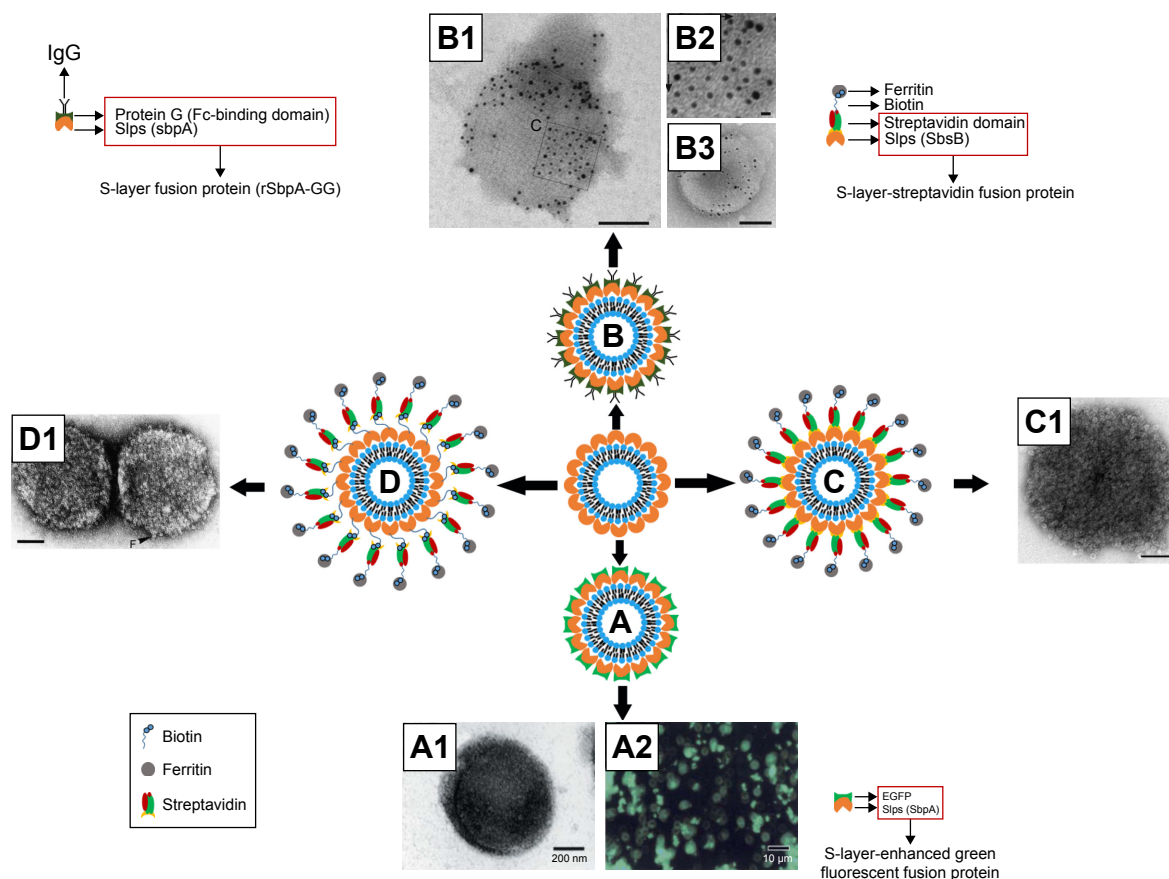 B1
B2
B3
C
IgG
Protein G (Fc-binding domain)
Slps (sbpA)
S-layer fusion protein (rSbpA-GG)
Ferritin
Biotin
Streptavidin domain
Slps (SbsB)
S-layer-streptavidin fusion protein
B
D1
F
D
C
C1
A
Biotin
Ferritin
Streptavidin
A1
200 nm
A2
10 µm
EGFP
Slps (SbpA)
S-layer-enhanced green
fluorescent fusion protein